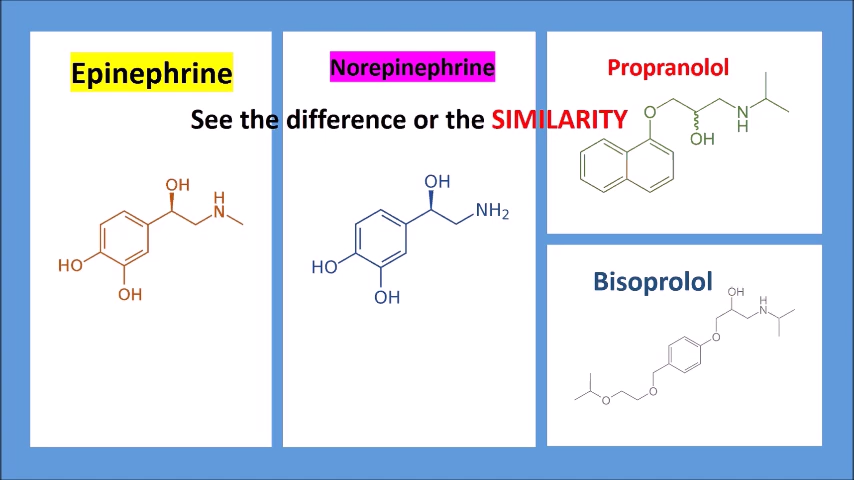 Epinephrine
Norepinephrine
Propranolol
See the difference or the SIMILARITY
OH
H
N
HO
OH
OH
NH2
HO
OH
O
OH
N
H
Bisoprolol
OH
H
N
O
O
O